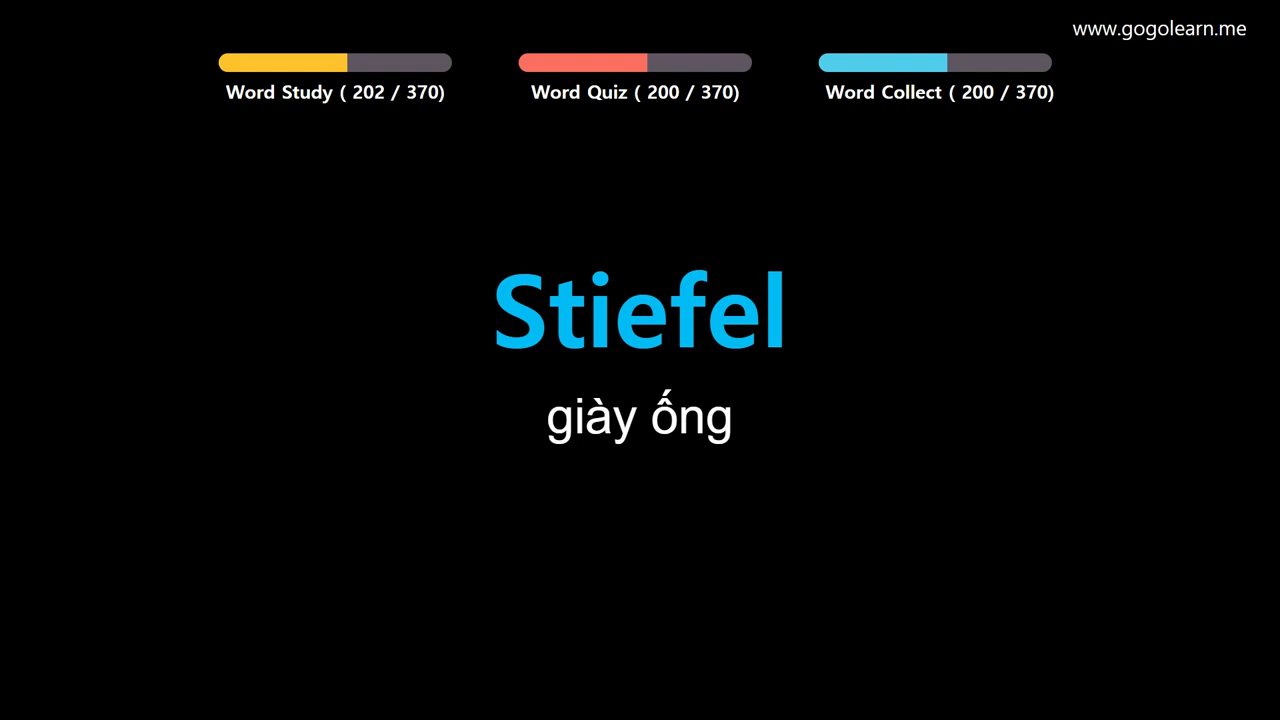 www.gogolearn.me
Word Study ( 202 / 370)
Word Quiz ( 200 / 370)
Word Collect ( 200 / 370)
Stiefel
giày ống